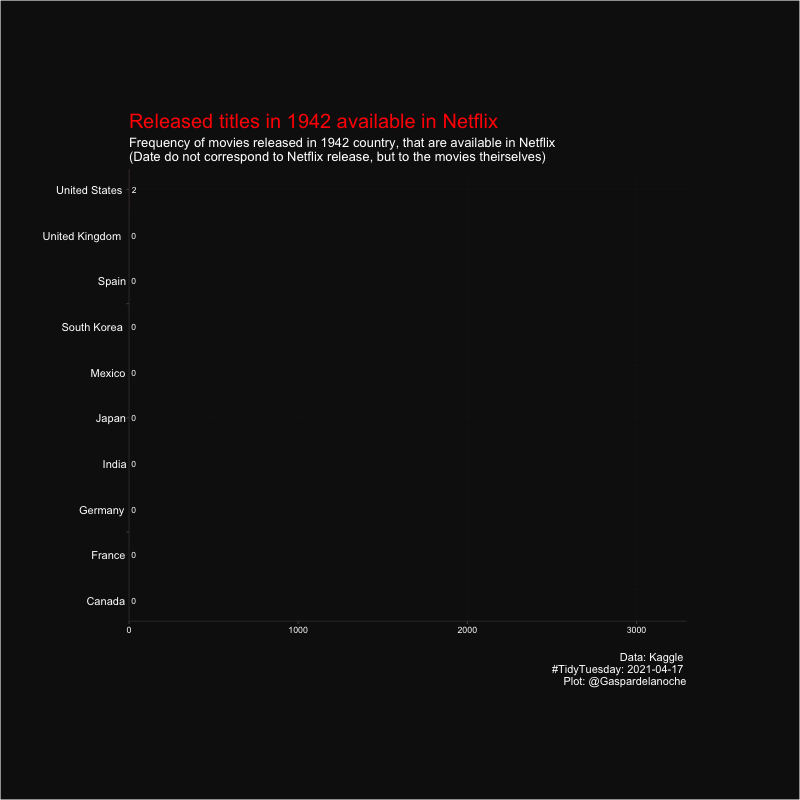 Released titles in 1942 available in Netflix
Frequency of movies released in 1942 country, that are available in Netflix
(Date do not correspond to Netflix release, but to the movies theirselves)
United States 2
United Kingdom 0
Spain 0
South Korea 0
Mexico 0
Japan 0
India 0
Germany 0
France 0
Canada 0
0 1000 2000 3000
Data: Kaggle
#TidyTuesday: 2021-04-17
Plot: @Gaspardelanoche